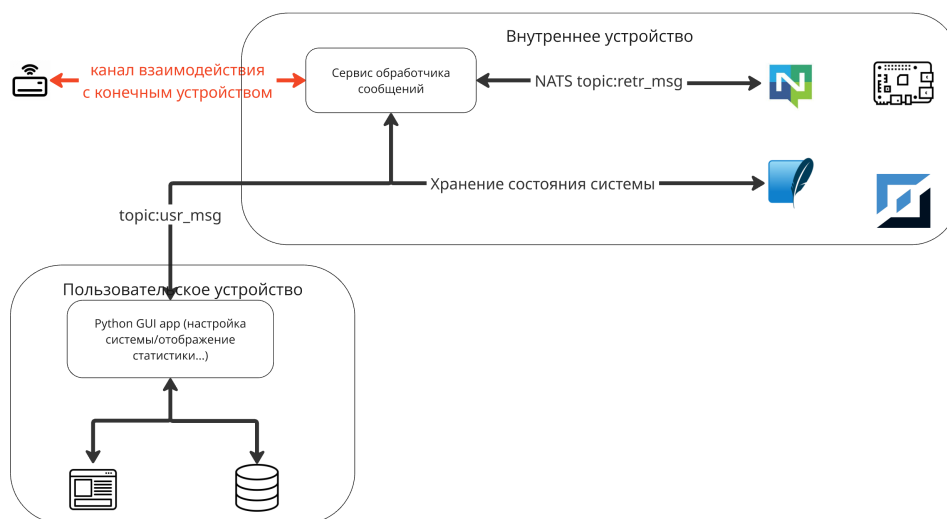 Внутреннее устройство
канал взаимодействия
с конечным устройством
Сервис обработчика
сообщений
NATS topic:retr_msg
Хранение состояния системы
topic:usr_msg
Пользовательское устройство
Python GUI app (настройка
системы/отображение
статистики...)